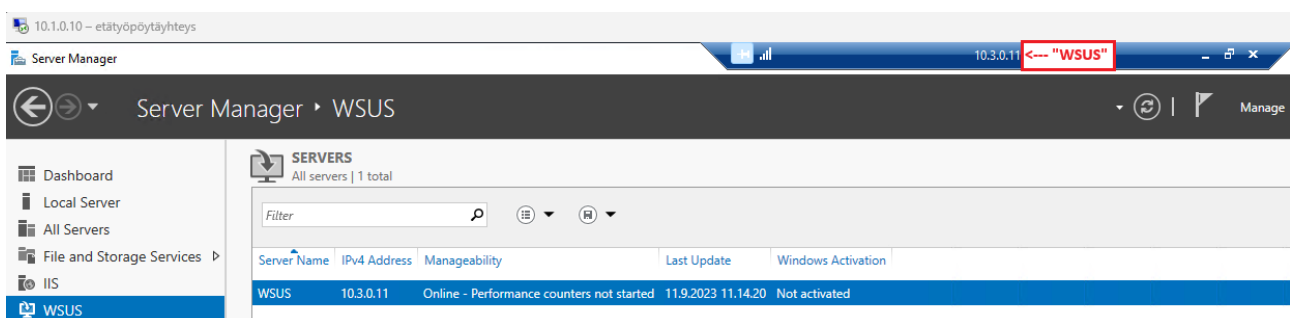 10.1.0.10 – etätyöpöytäyhteys
Server Manager
10.3.0.11 <--- "WSUS"
Server Manager ‣ WSUS
Manage
Dashboard
Local Server
All Servers
File and Storage Services
IIS
WSUS
SERVERS
All servers | 1 total
Filter
Server Name IPv4 Address Manageability Last Update Windows Activation
WSUS 10.3.0.11 Online - Performance counters not started 11.9.2023 11.14.20 Not activated